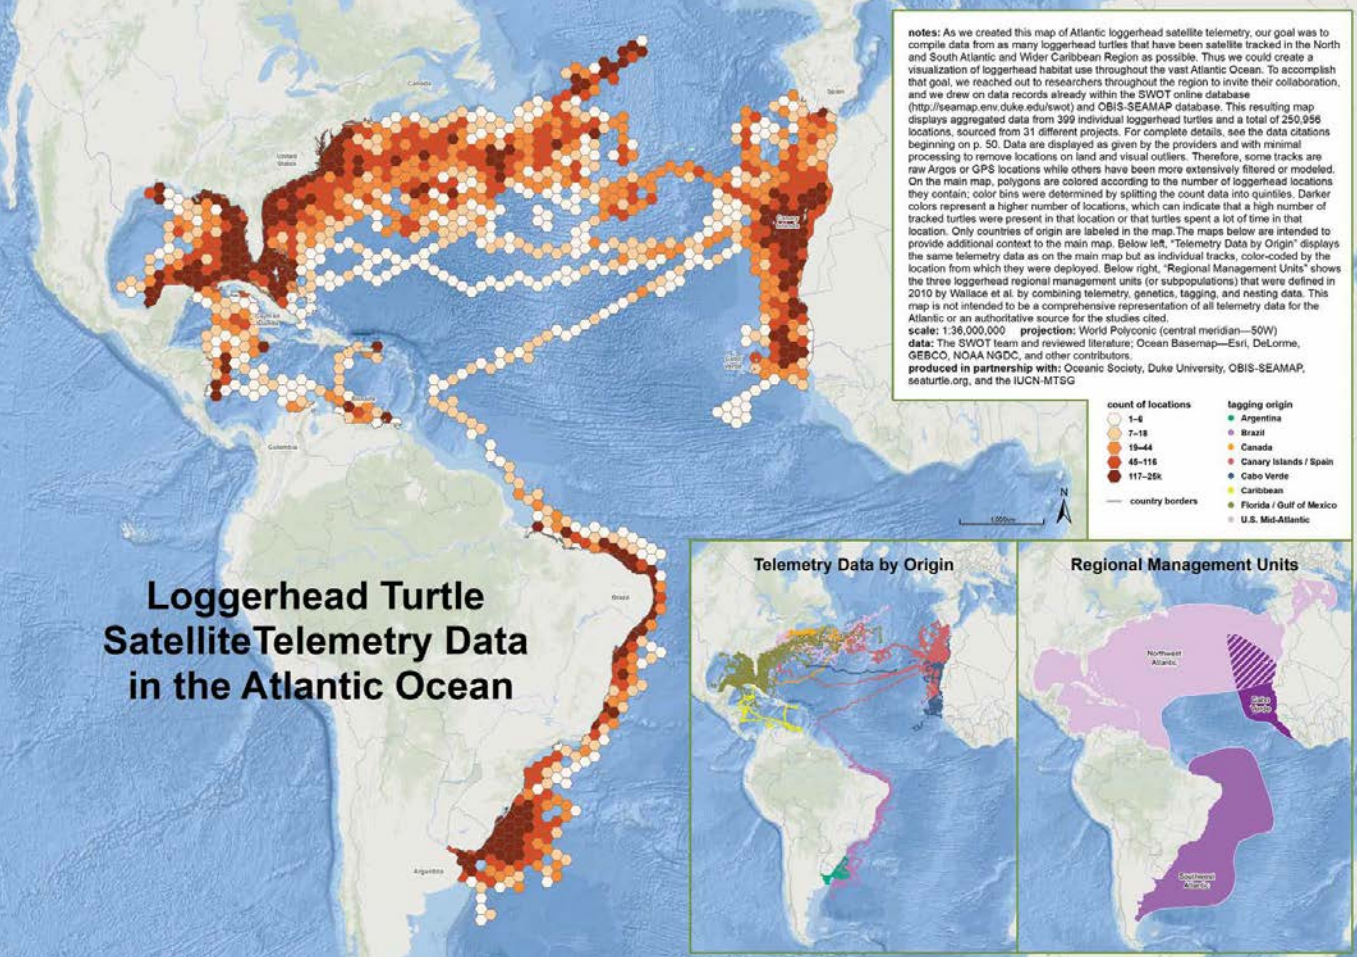 notes: As we created this map of Atlantic loggerhead satellite telemetry, our goal was to
compile data from as many loggerhead turtles that have been satellite tracked in the North
and South Atlantic and Wider Caribbean Region as possible. Thus we could create a
visualization of loggerhead habitat use throughout the vast Atlantic Ocean. To accomplish
that goal, we reached out to researchers throughout the region to invite their collaboration,
and we drew on data records already within the SWOT online database
(http://seamap.env.duke.edu/swot) and OBIS-SEAMAP database. This resulting map
displays aggregated data from 399 individual loggerhead turtles and a total of 250,956
locations, sourced from 31 different projects. For complete details, see the data citations
beginning on p. 50. Data are displayed as given by the providers and with minimal
processing to remove locations on land and visual outliers. Therefore, some tracks are
raw Argos or GPS locations while others have been more extensively filtered or modeled.
On the main map, polygons are colored according to the number of loggerhead locations
they contain; color bins were determined by splitting the count data into quintiles. Darker
colors represent a higher number of locations, which can indicate that a high number of
tracked turtles were present in that location or that turtles spent a lot of time in that
location. Only countries of origin are labeled in the map.The maps below are intended to
provide additional context to the main map. Below left, "Telemetry Data by Origin" displays
the same telemetry data as on the main map but as individual tracks, color-coded by the
location from which they were deployed. Below right, "Regional Management Units" shows
the three loggerhead regional management units (or subpopulations) that were defined in
2010 by Wallace et al. by combining telemetry, genetics, tagging, and nesting data. This
map is not intended to be a comprehensive representation of all telemetry data for the
Atlantic or an authoritative source for the studies cited.
scale: 1:36,000,000 projection: World Polyconic (central meridian—50W)
data: The SWOT team and reviewed literature; Ocean Basemap—Esri, DeLorme,
GEBCO, NOAA NGDC, and other contributors.
produced in partnership with: Oceanic Society, Duke University, OBIS-SEAMAP,
seaturtle.org, and the IUCN-MTSG
count of locations
1–6
7–18
19–44
45–116
117–25k
country borders
tagging origin
Argentina
Brazil
Canada
Canary Islands / Spain
Cabo Verde
Caribbean
Florida / Gulf of Mexico
U.S. Mid-Atlantic
N
Canada
Spain
United
States
Canary
Islands
Cayman
Islands
Cabo
Verde
Bonaire
Colombia
Brazil
Argentina
Loggerhead Turtle
SatelliteTelemetry Data
in the Atlantic Ocean
Telemetry Data by Origin
Regional Management Units
Northwest
Atlantic
Cabo
Verde
Southwest
Atlantic